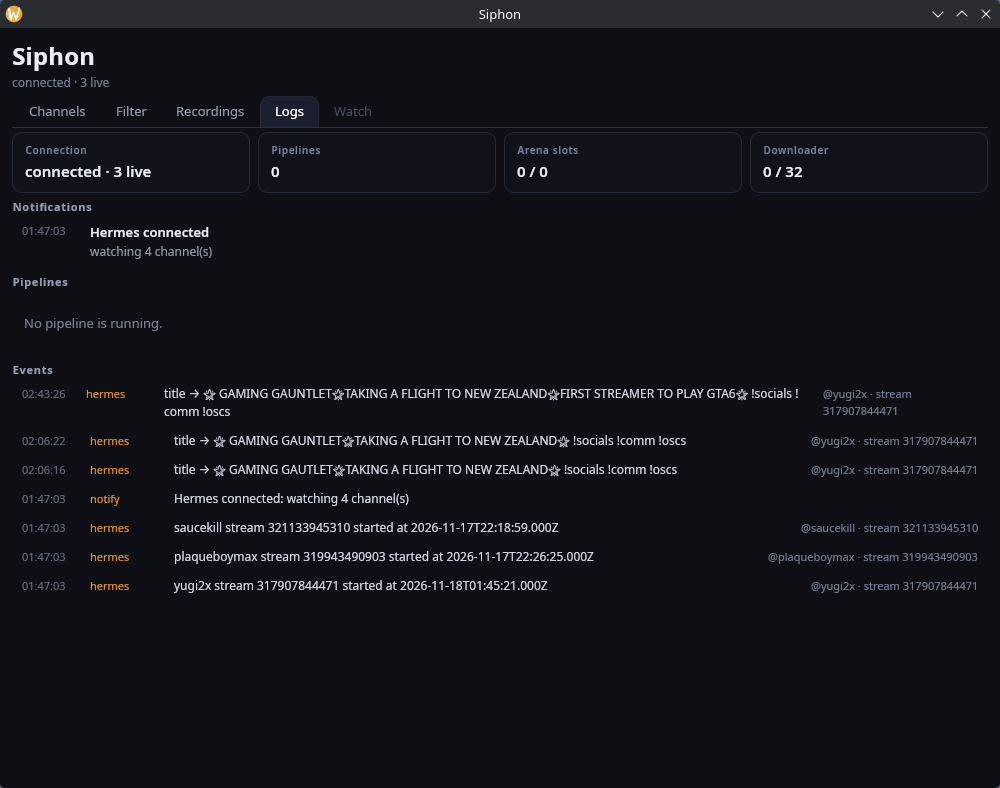 Siphon
Siphon
connected · 3 live
Channels Filter Recordings Logs Watch
Connection Pipelines Arena slots Downloader
connected · 3 live 0 0 / 0 0 / 32
Notifications
01:47:03 Hermes connected
watching 4 channel(s)
Pipelines
No pipeline is running.
Events
02:43:26 hermes title → ⚝ GAMING GAUNTLET⚝TAKING A FLIGHT TO NEW ZEALAND⚝FIRST STREAMER TO PLAY GTA6⚝ !socials ! @yugi2x · stream
comm !oscs 317907844471
02:06:22 hermes title → ⚝ GAMING GAUNTLET⚝TAKING A FLIGHT TO NEW ZEALAND⚝ !socials !comm !oscs @yugi2x · stream 317907844471
02:06:16 hermes title → ⚝ GAMING GAUTLET⚝TAKING A FLIGHT TO NEW ZEALAND⚝ !socials !comm !oscs @yugi2x · stream 317907844471
01:47:03 notify Hermes connected: watching 4 channel(s)
01:47:03 hermes saucekill stream 321133945310 started at 2026-11-17T22:18:59.000Z @saucekill · stream 321133945310
01:47:03 hermes plaqueboymax stream 319943490903 started at 2026-11-17T22:26:25.000Z @plaqueboymax · stream 319943490903
01:47:03 hermes yugi2x stream 317907844471 started at 2026-11-18T01:45:21.000Z @yugi2x · stream 317907844471